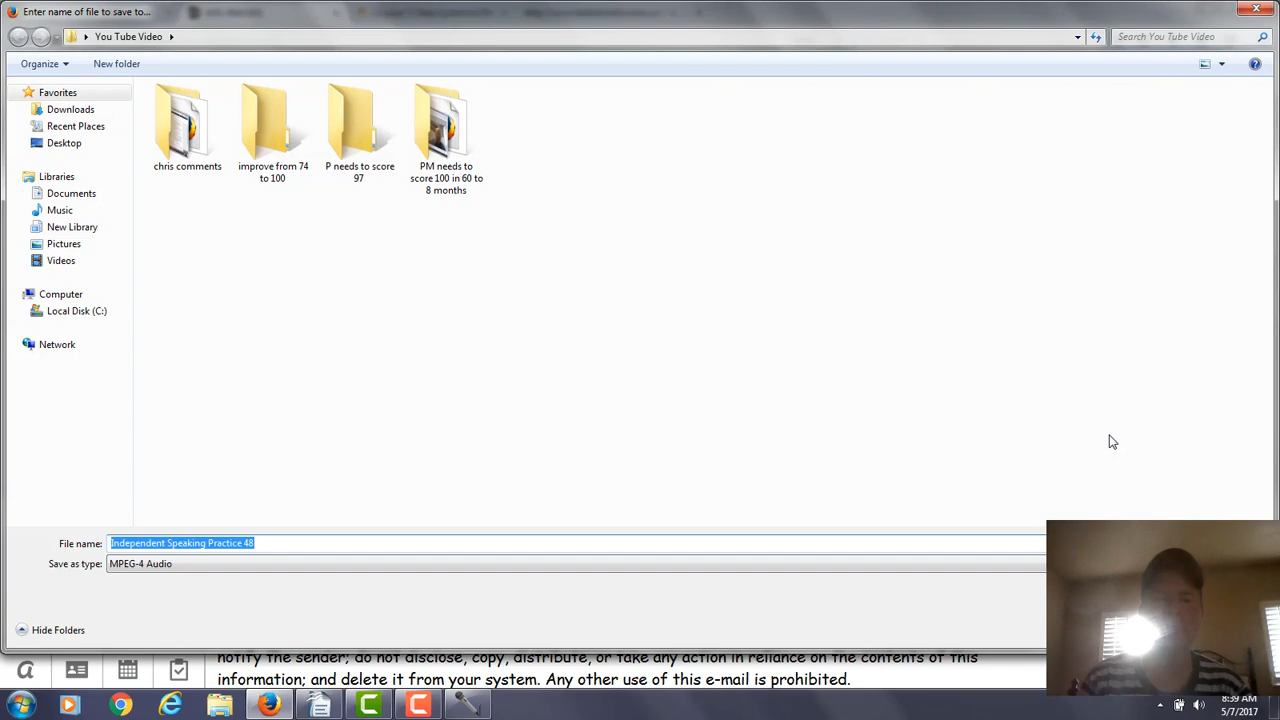 Enter name of file to save to...
You Tube Video
Search You Tube Video
Organize
New folder
Favorites
Downloads
Recent Places
Desktop
Libraries
Documents
Music
New Library
Pictures
Videos
Computer
Local Disk (C:)
Network
chris comments
improve from 74
to 100
P needs to score
97
PM needs to
score 100 in 60 to
8 months
File name:
Independent Speaking Practice 48
Save as type:
MPEG-4 Audio
Hide Folders
notify the sender; do not disclose, copy, distribute, or take any action in reliance on the contents of this
information; and delete it from your system. Any other use of this e-mail is prohibited.
8:39 AM
5/7/2017